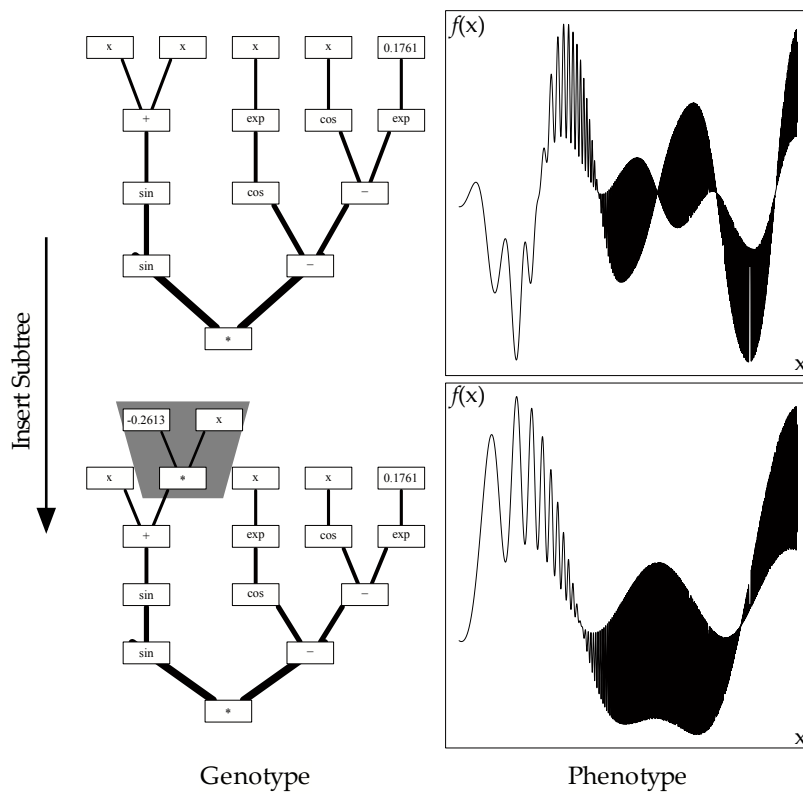 f(x)
x x x x 0.1761
+ exp cos exp
sin cos −
sin −
*
x
Insert Subtree
f(x)
-0.2613 x
x * x x 0.1761
+ exp cos exp
sin cos −
sin −
*
x
Genotype Phenotype